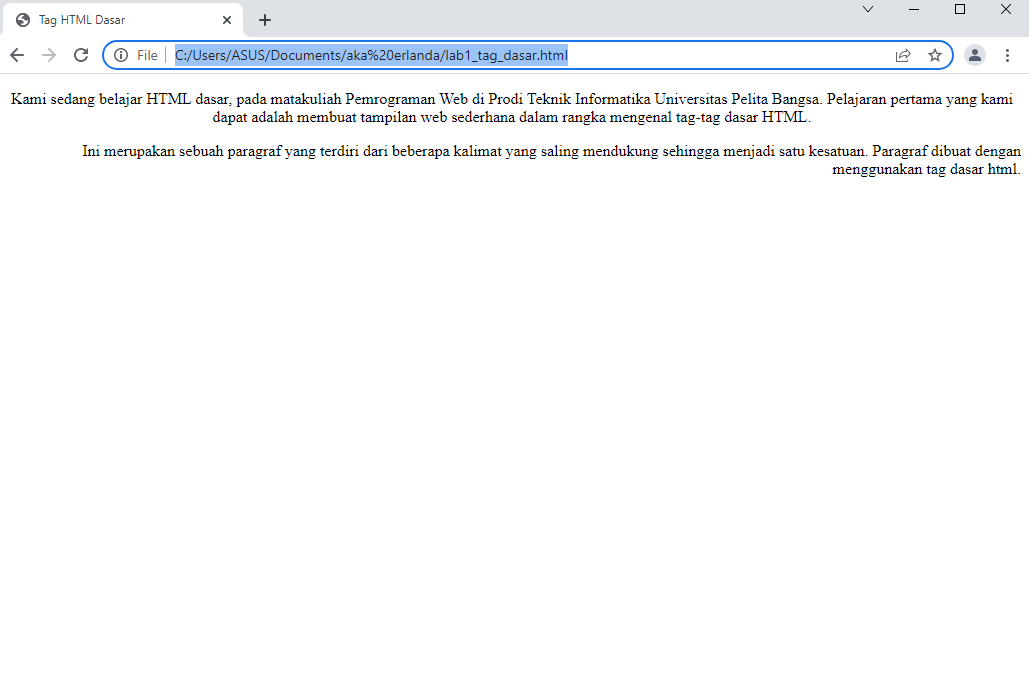 Tag HTML Dasar
File
C:/Users/ASUS/Documents/aka%20erlanda/lab1_tag_dasar.html
Kami sedang belajar HTML dasar, pada matakuliah Pemrograman Web di Prodi Teknik Informatika Universitas Pelita Bangsa. Pelajaran pertama yang kami
dapat adalah membuat tampilan web sederhana dalam rangka mengenal tag-tag dasar HTML.
Ini merupakan sebuah paragraf yang terdiri dari beberapa kalimat yang saling mendukung sehingga menjadi satu kesatuan. Paragraf dibuat dengan
menggunakan tag dasar html.